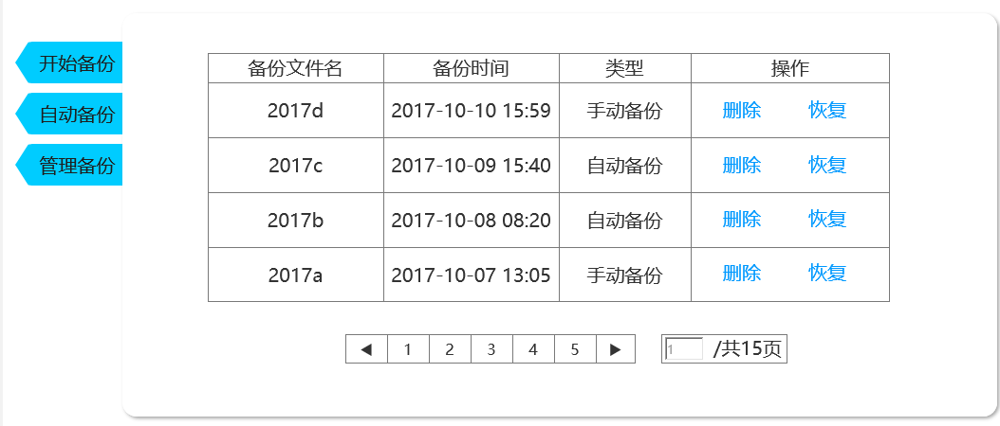 开始备份
自动备份
管理备份
备份文件名 备份时间 类型 操作
2017d 2017-10-10 15:59 手动备份 删除 恢复
2017c 2017-10-09 15:40 自动备份 删除 恢复
2017b 2017-10-08 08:20 自动备份 删除 恢复
2017a 2017-10-07 13:05 手动备份 删除 恢复
◀ 1 2 3 4 5 ▶ 1 /共15页